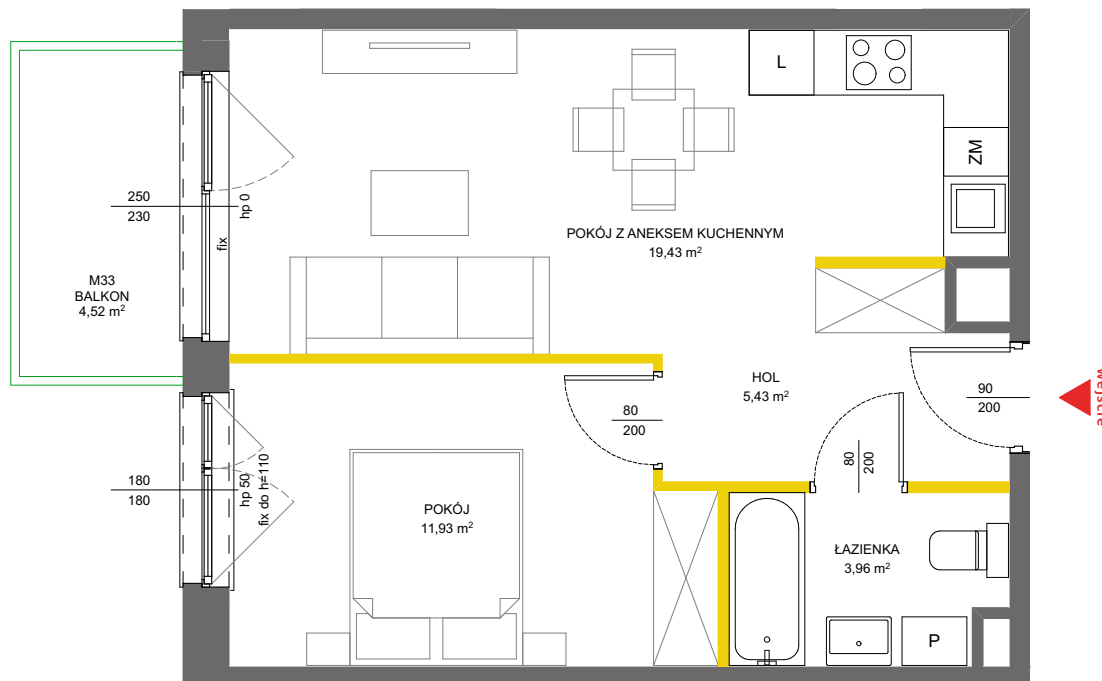 L
ZM
250
230
hp 0
fix
POKÓJ Z ANEKSEM KUCHENNYM
19,43 m²
M33
BALKON
4,52 m²
HOL
5,43 m²
90
200
wejście
80
200
80
200
180
180
hp 50
fix do h=110
POKÓJ
11,93 m²
ŁAZIENKA
3,96 m²
P